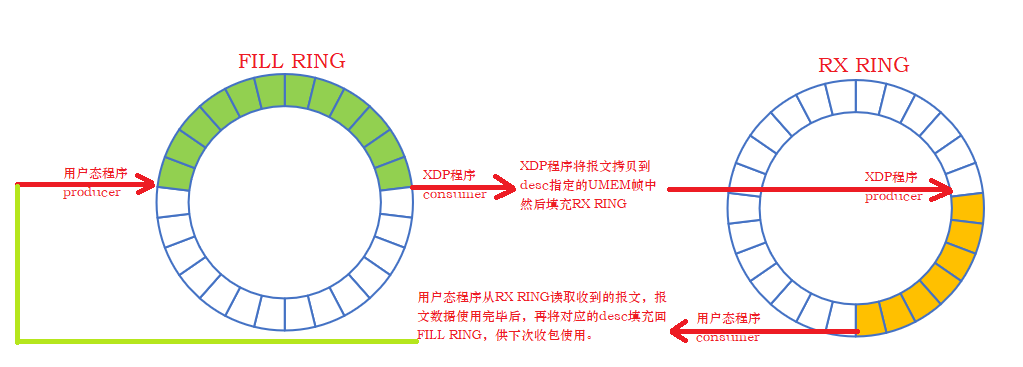 FILL RING
RX RING
用户态程序
producer
XDP程序
consumer
XDP程序将报文拷贝到
desc指定的UMEM帧中
然后填充RX RING
XDP程序
producer
用户态程序从RX RING读取收到的报文，报
文数据使用完毕后，再将对应的desc填充回
FILL RING，供下次收包使用。
用户态程序
consumer